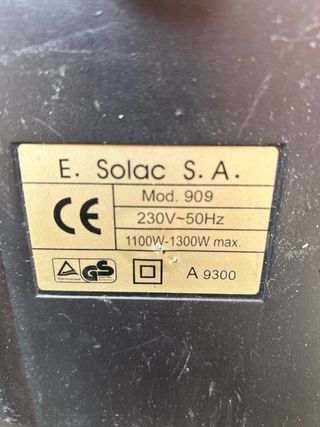 E. Solac S.A.
Mod. 909
CE
230V~50Hz
1100W-1300W max.
GS
A 9300